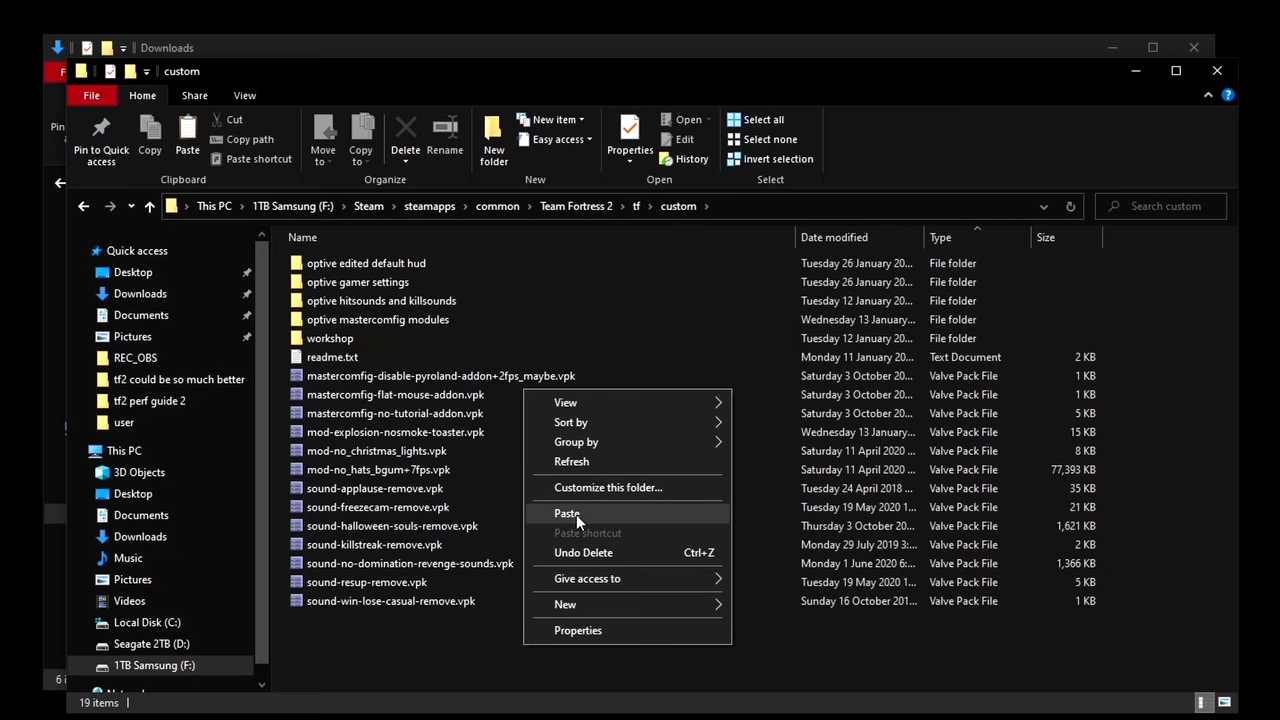 Downloads
F
custom
File
Home
Share
View
Pin to Quick access
Copy
Paste
Cut
Copy path
Paste shortcut
Clipboard
Move to
Copy to
Delete
Rename
Organize
New folder
New item
Easy access
New
Properties
Open
Edit
History
Open
Select all
Select none
Invert selection
Select
Pin
This PC > 1TB Samsung (F:) > Steam > steamapps > common > Team Fortress 2 > tf > custom >
Search custom
Quick access
Desktop
Downloads
Documents
Pictures
REC_OBS
tf2 could be so much better
tf2 perf guide 2
user
This PC
3D Objects
Desktop
Documents
Downloads
Music
Pictures
Videos
Local Disk (C:)
Seagate 2TB (D:)
1TB Samsung (F:)
Name Date modified Type Size
optive edited default hud Tuesday 26 January 20... File folder
optive gamer settings Tuesday 26 January 20... File folder
optive hitsounds and killsounds Tuesday 12 January 20... File folder
optive mastercomfig modules Wednesday 13 January... File folder
workshop Tuesday 12 January 20... File folder
readme.txt Monday 11 January 20... Text Document 2 KB
mastercomfig-disable-pyroland-addon+2fps_maybe.vpk Saturday 3 October 20... Valve Pack File 1 KB
mastercomfig-flat-mouse-addon.vpk Saturday 3 October 20... Valve Pack File 1 KB
mastercomfig-no-tutorial-addon.vpk Saturday 3 October 20... Valve Pack File 5 KB
mod-explosion-nosmoke-toaster.vpk Wednesday 13 January... Valve Pack File 15 KB
mod-no_christmas_lights.vpk Saturday 11 April 2020 ... Valve Pack File 8 KB
mod-no_hats_bgum+7fps.vpk Saturday 11 April 2020 ... Valve Pack File 77,393 KB
sound-applause-remove.vpk Tuesday 24 April 2018 ... Valve Pack File 35 KB
sound-freezecam-remove.vpk Tuesday 19 May 2020 1... Valve Pack File 21 KB
sound-halloween-souls-remove.vpk Thursday 3 October 20... Valve Pack File 1,621 KB
sound-killstreak-remove.vpk Monday 29 July 2019 3:... Valve Pack File 2 KB
sound-no-domination-revenge-sounds.vpk Monday 1 June 2020 6:... Valve Pack File 1,366 KB
sound-resup-remove.vpk Tuesday 19 May 2020 1... Valve Pack File 5 KB
sound-win-lose-casual-remove.vpk Sunday 16 October 201... Valve Pack File 1 KB
View
Sort by
Group by
Refresh
Customize this folder...
Paste
Paste shortcut
Undo Delete Ctrl+Z
Give access to
New
Properties
6 i
19 items